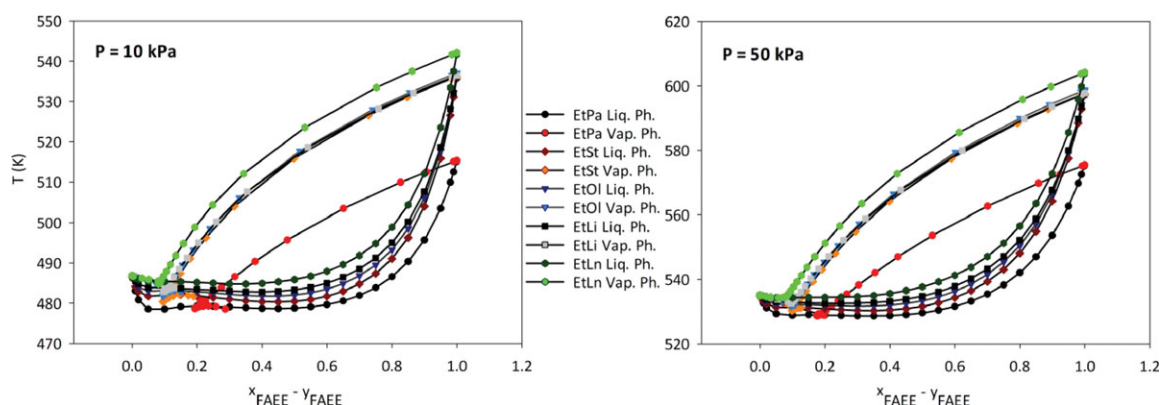 P = 10 kPa
T (K)
550
540
530
520
510
500
490
480
470
0.0 0.2 0.4 0.6 0.8 1.0 1.2
xFAEE - yFAEE
EtPa Liq. Ph.
EtPa Vap. Ph.
EtSt Liq. Ph.
EtSt Vap. Ph.
EtOl Liq. Ph.
EtOl Vap. Ph.
EtLi Liq. Ph.
EtLi Vap. Ph.
EtLn Liq. Ph.
EtLn Vap. Ph.
P = 50 kPa
620
600
580
560
540
520
0.0 0.2 0.4 0.6 0.8 1.0 1.2
xFAEE - yFAEE